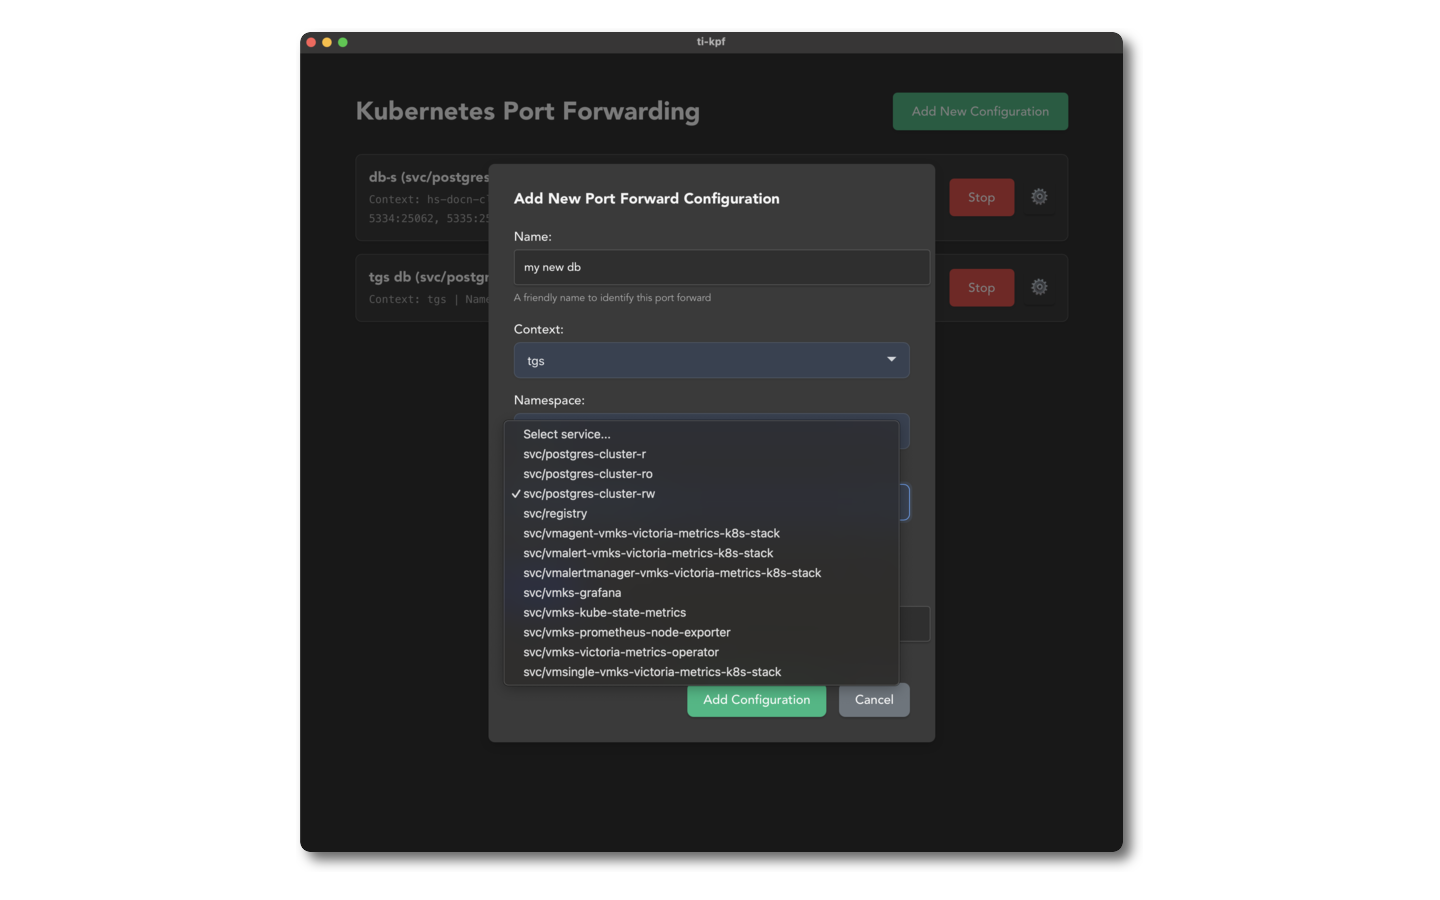 ti-kpf
Kubernetes Port Forwarding
Add New Configuration
db-s (svc/postgres
Context: hs-docn-c
5334:25062, 5335:25
Stop
tgs db (svc/postgr
Context: tgs | Name
Stop
Add New Port Forward Configuration
Name:
my new db
A friendly name to identify this port forward
Context:
tgs
Namespace:
Select service...
svc/postgres-cluster-r
svc/postgres-cluster-ro
✓ svc/postgres-cluster-rw
svc/registry
svc/vmagent-vmks-victoria-metrics-k8s-stack
svc/vmalert-vmks-victoria-metrics-k8s-stack
svc/vmalertmanager-vmks-victoria-metrics-k8s-stack
svc/vmks-grafana
svc/vmks-kube-state-metrics
svc/vmks-prometheus-node-exporter
svc/vmks-victoria-metrics-operator
svc/vmsingle-vmks-victoria-metrics-k8s-stack
Add Configuration
Cancel